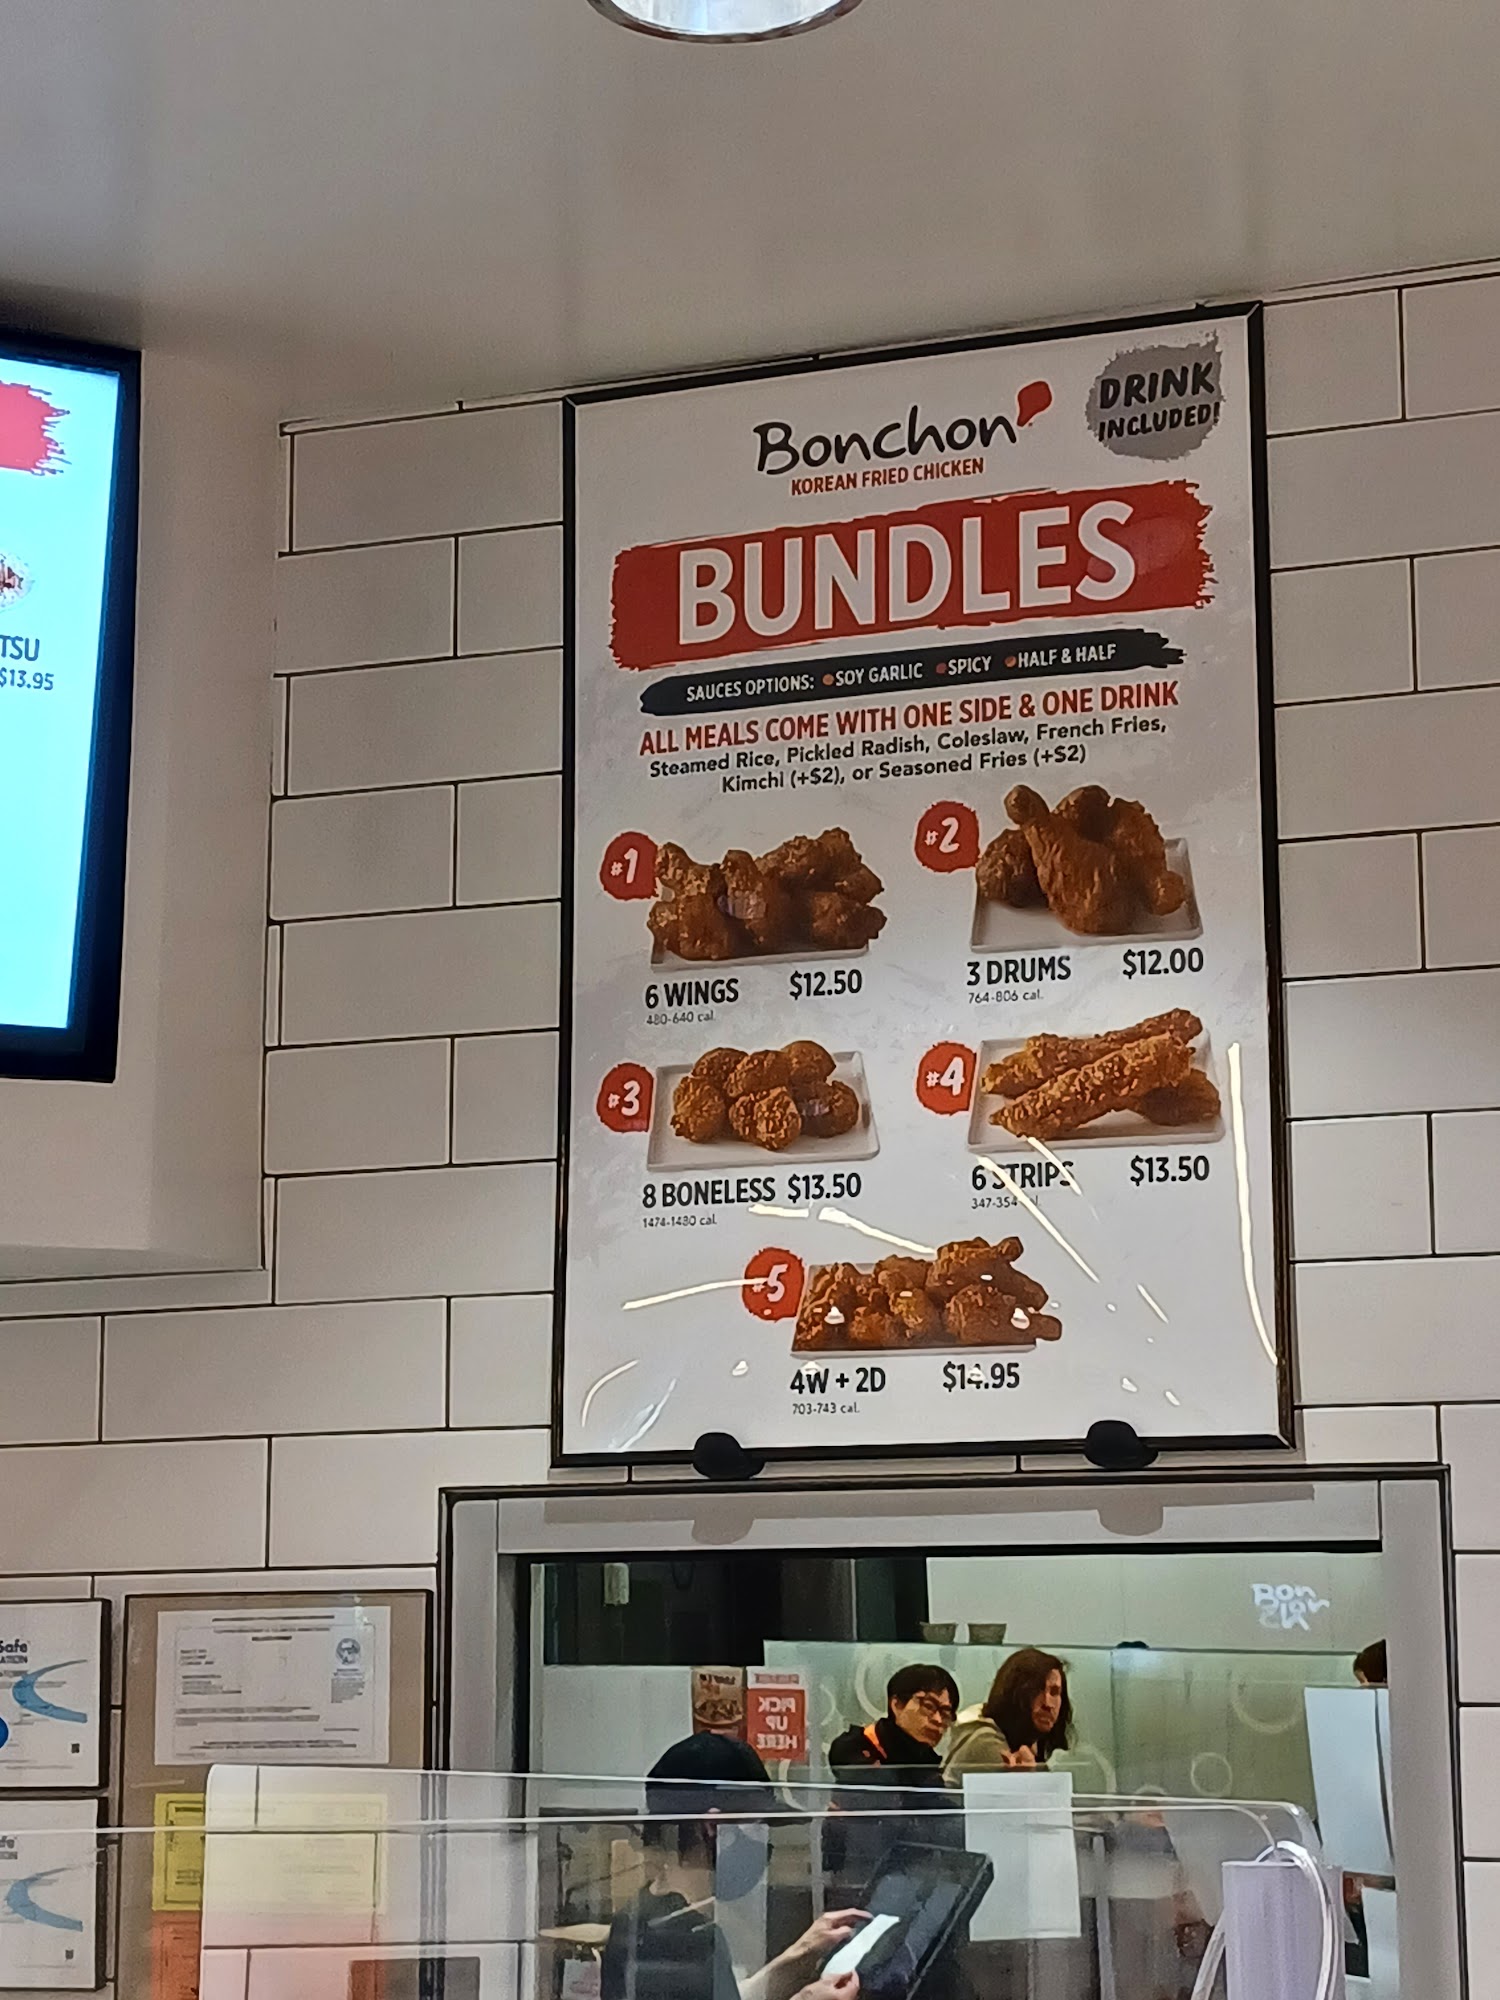 TSU
$13.95
Bonchon
KOREAN FRIED CHICKEN
DRINK
INCLUDED!
BUNDLES
SAUCES OPTIONS: •SOY GARLIC •SPICY •HALF & HALF
ALL MEALS COME WITH ONE SIDE & ONE DRINK
Steamed Rice, Pickled Radish, Coleslaw, French Fries,
Kimchi (+$2), or Seasoned Fries (+$2)
#1
6 WINGS $12.50
480-640 cal.
#2
3 DRUMS $12.00
764-806 cal.
#3
8 BONELESS $13.50
1474-1480 cal.
#4
6 STRIPS $13.50
347-354
#5
4W + 2D $14.95
703-743 cal.
Safe
PICK
UP
HERE